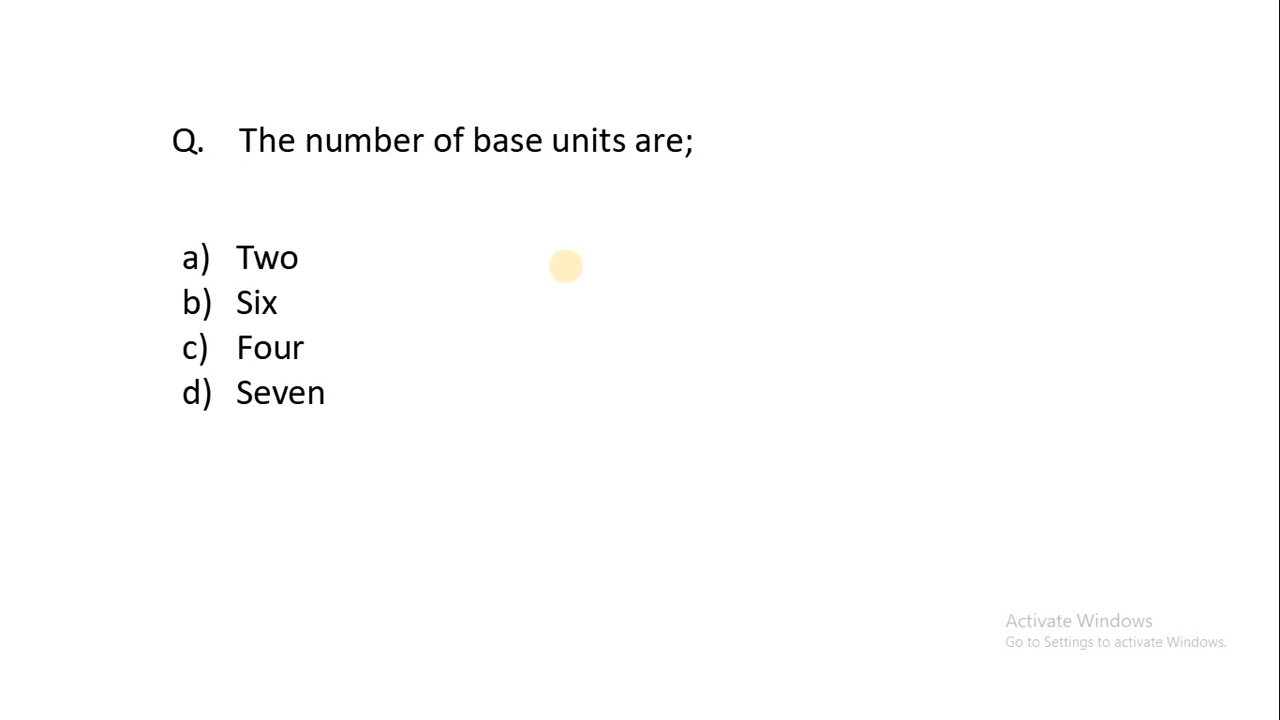 Q. The number of base units are;
a) Two
b) Six
c) Four
d) Seven
Activate Windows
Go to Settings to activate Windows.